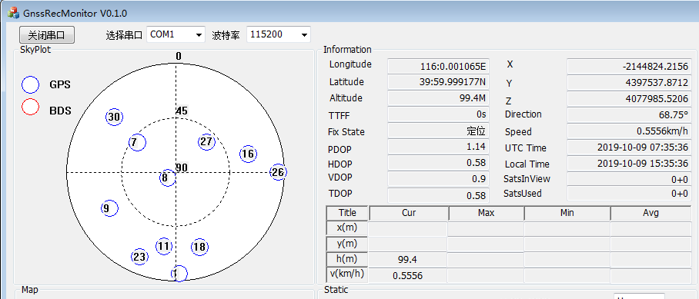 GnssRecMonitor V0.1.0
关闭串口 选择串口 COM1 波特率 115200
SkyPlot
0
GPS
BDS
45
90
30
7
27
16
8
26
9
11
18
23
0
Map
Information
Longitude 116:0.001065E X -2144824.2156
Latitude 39:59.999177N Y 4397537.8712
Altitude 99.4M Z 4077985.5206
TTFF 0s Direction 68.75°
Fix State 定位 Speed 0.5556km/h
PDOP 1.14 UTC Time 2019-10-09 07:35:36
HDOP 0.58 Local Time 2019-10-09 15:35:36
VDOP 0.9 SatsInView 0+0
TDOP 0.58 SatsUsed 0+0
Title Cur Max Min Avg
x(m)
y(m)
h(m) 99.4
v(km/h) 0.5556
Static